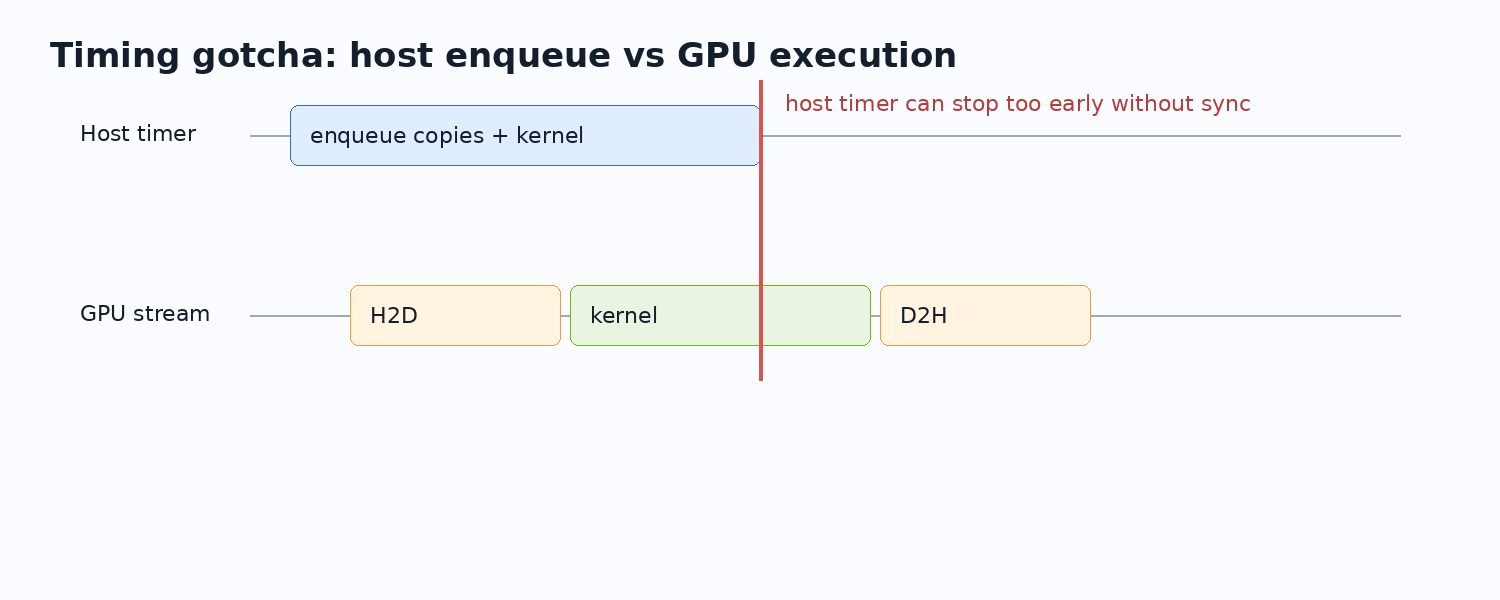 Timing gotcha: host enqueue vs GPU execution
host timer can stop too early without sync
Host timer
enqueue copies + kernel
GPU stream
H2D
kernel
D2H